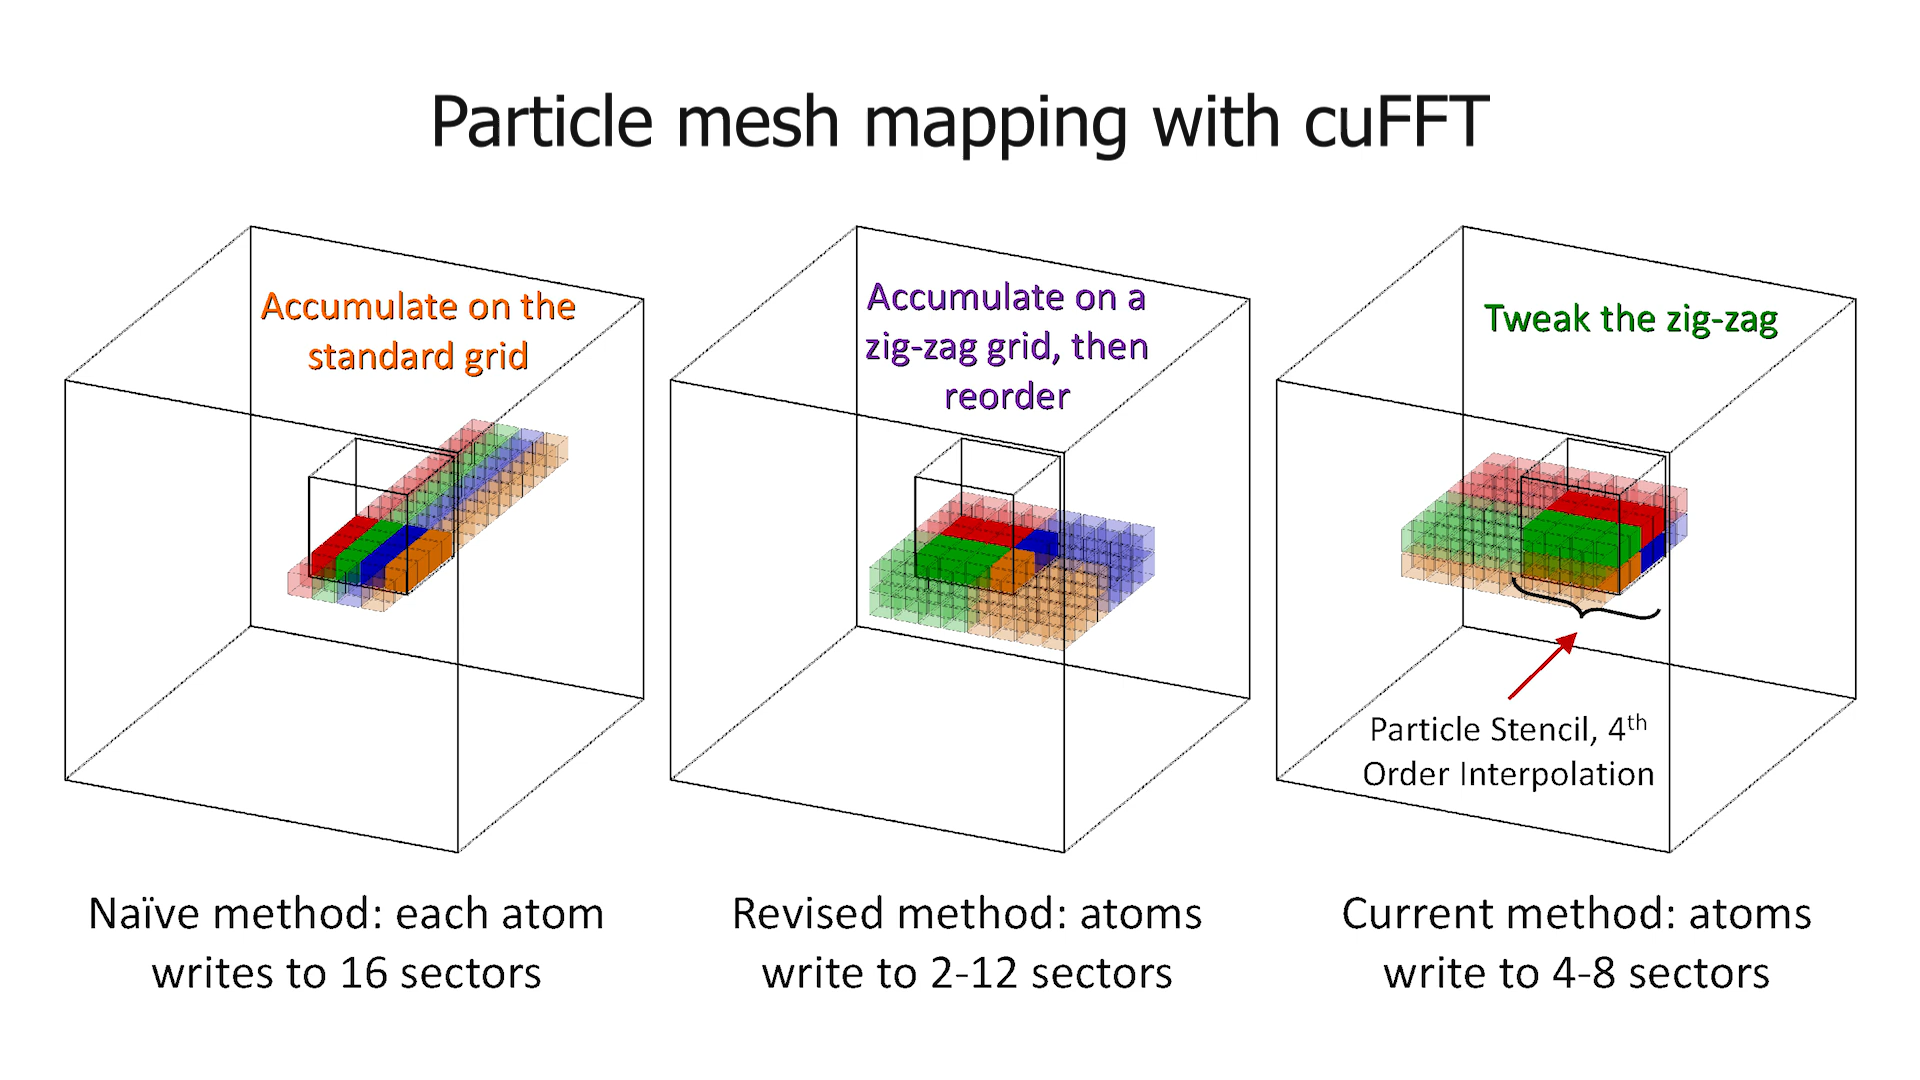 Particle mesh mapping with cuFFT
Accumulate on the
standard grid
Accumulate on a
zig-zag grid, then
reorder
Tweak the zig-zag
Particle Stencil, 4th
Order Interpolation
Naïve method: each atom
writes to 16 sectors
Revised method: atoms
write to 2-12 sectors
Current method: atoms
write to 4-8 sectors